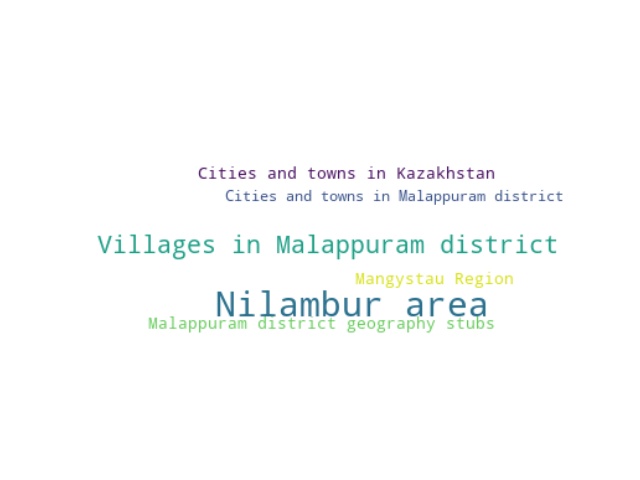 Cities and towns in Kazakhstan
Cities and towns in Malappuram district
Villages in Malappuram district
Mangystau Region
Nilambur area
Malappuram district geography stubs